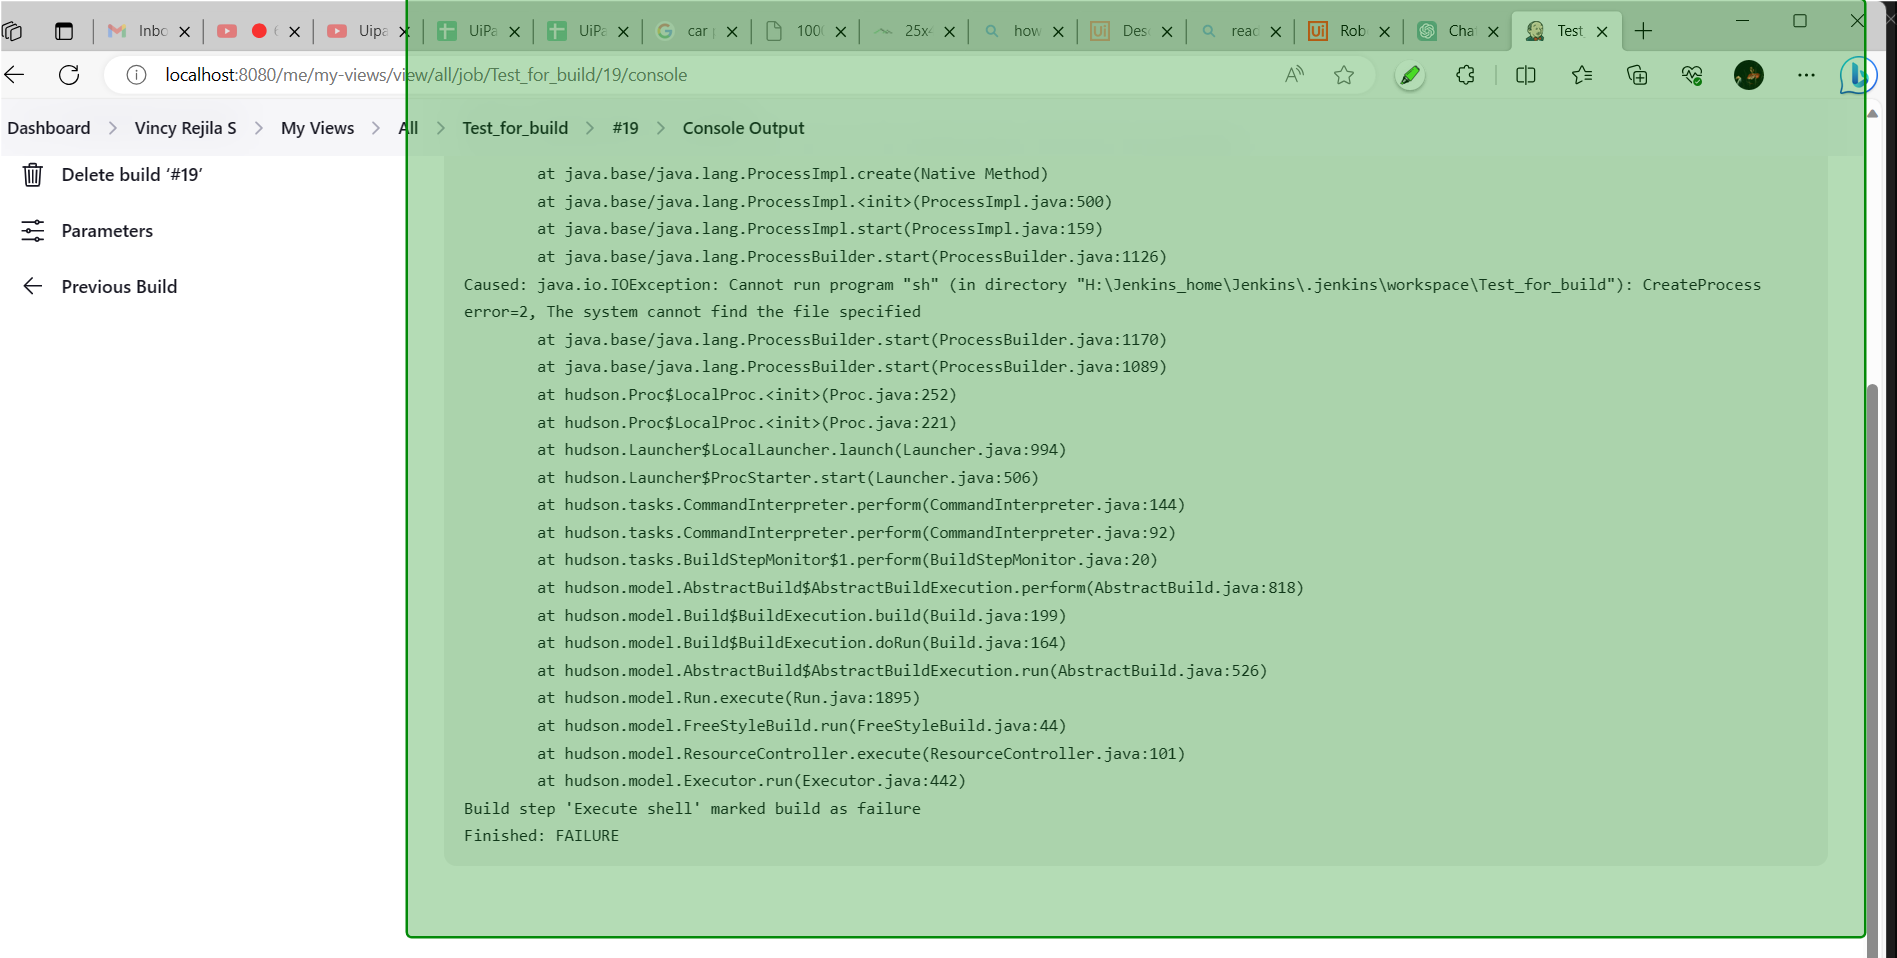 Inbo
6
Uipa
UiPa
UiPa
car
100
25x4
how
Des
reac
Rob
Chat
Test_
localhost:8080/me/my-views/view/all/job/Test_for_build/19/console
Dashboard > Vincy Rejila S > My Views > All > Test_for_build > #19 > Console Output
Delete build ‘#19’
Parameters
Previous Build
at java.base/java.lang.ProcessImpl.create(Native Method)
at java.base/java.lang.ProcessImpl.<init>(ProcessImpl.java:500)
at java.base/java.lang.ProcessImpl.start(ProcessImpl.java:159)
at java.base/java.lang.ProcessBuilder.start(ProcessBuilder.java:1126)
Caused: java.io.IOException: Cannot run program "sh" (in directory "H:\Jenkins_home\Jenkins\.jenkins\workspace\Test_for_build"): CreateProcess
error=2, The system cannot find the file specified
at java.base/java.lang.ProcessBuilder.start(ProcessBuilder.java:1170)
at java.base/java.lang.ProcessBuilder.start(ProcessBuilder.java:1089)
at hudson.Proc$LocalProc.<init>(Proc.java:252)
at hudson.Proc$LocalProc.<init>(Proc.java:221)
at hudson.Launcher$LocalLauncher.launch(Launcher.java:994)
at hudson.Launcher$ProcStarter.start(Launcher.java:506)
at hudson.tasks.CommandInterpreter.perform(CommandInterpreter.java:144)
at hudson.tasks.CommandInterpreter.perform(CommandInterpreter.java:92)
at hudson.tasks.BuildStepMonitor$1.perform(BuildStepMonitor.java:20)
at hudson.model.AbstractBuild$AbstractBuildExecution.perform(AbstractBuild.java:818)
at hudson.model.Build$BuildExecution.build(Build.java:199)
at hudson.model.Build$BuildExecution.doRun(Build.java:164)
at hudson.model.AbstractBuild$AbstractBuildExecution.run(AbstractBuild.java:526)
at hudson.model.Run.execute(Run.java:1895)
at hudson.model.FreeStyleBuild.run(FreeStyleBuild.java:44)
at hudson.model.ResourceController.execute(ResourceController.java:101)
at hudson.model.Executor.run(Executor.java:442)
Build step 'Execute shell' marked build as failure
Finished: FAILURE